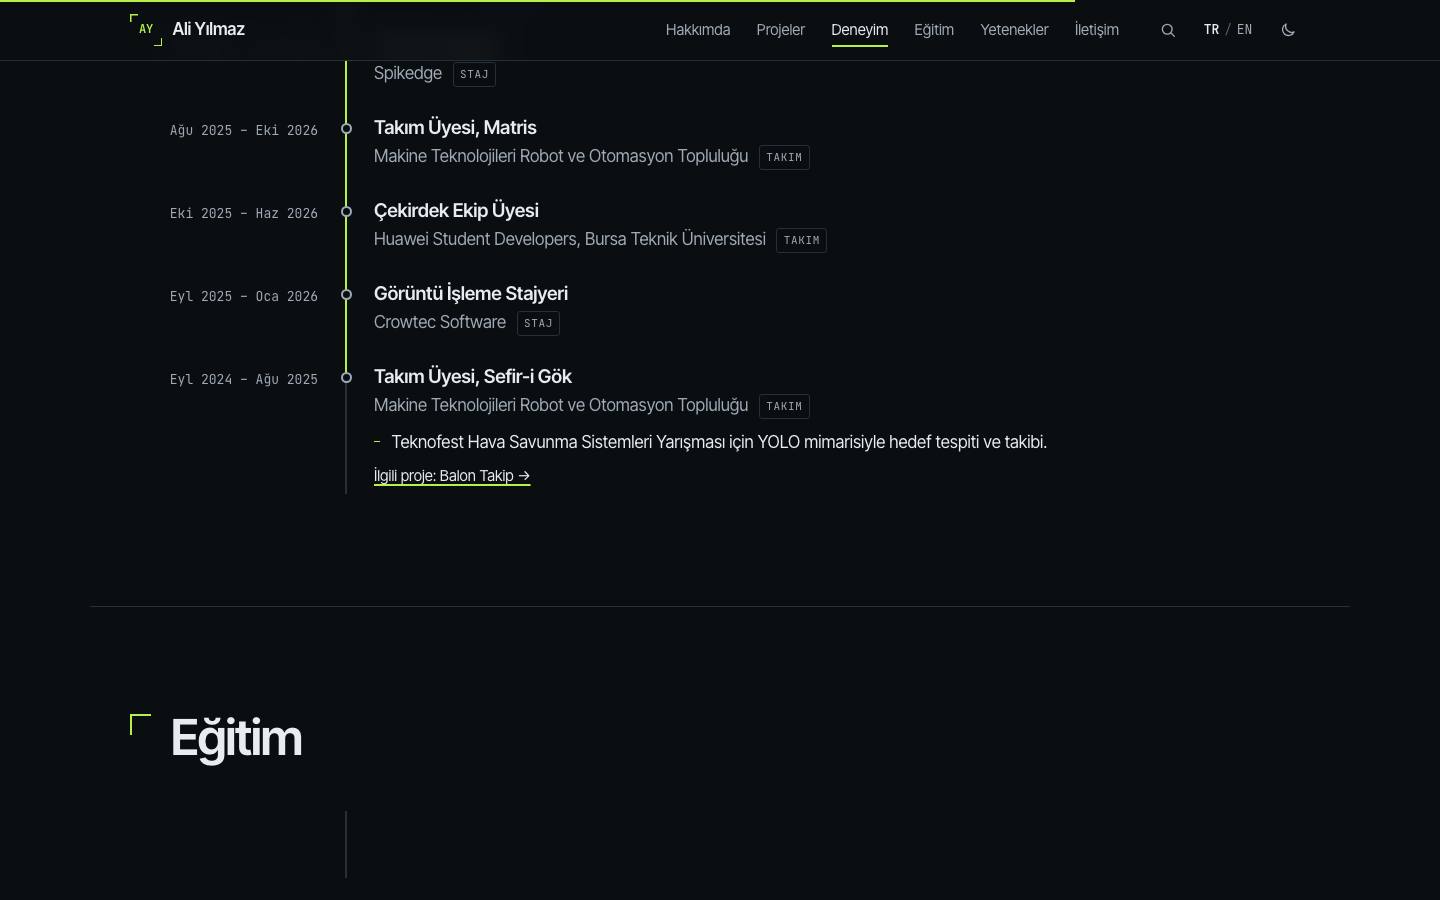 AY Ali Yılmaz Hakkımda Projeler Deneyim Eğitim Yetenekler İletişim TR / EN
Spikedge STAJ
Ağu 2025 – Eki 2026 Takım Üyesi, Matris
Makine Teknolojileri Robot ve Otomasyon Topluluğu TAKIM
Eki 2025 – Haz 2026 Çekirdek Ekip Üyesi
Huawei Student Developers, Bursa Teknik Üniversitesi TAKIM
Eyl 2025 – Oca 2026 Görüntü İşleme Stajyeri
Crowtec Software STAJ
Eyl 2024 – Ağu 2025 Takım Üyesi, Sefir-i Gök
Makine Teknolojileri Robot ve Otomasyon Topluluğu TAKIM
– Teknofest Hava Savunma Sistemleri Yarışması için YOLO mimarisiyle hedef tespiti ve takibi.
İlgili proje: Balon Takip →
Eğitim